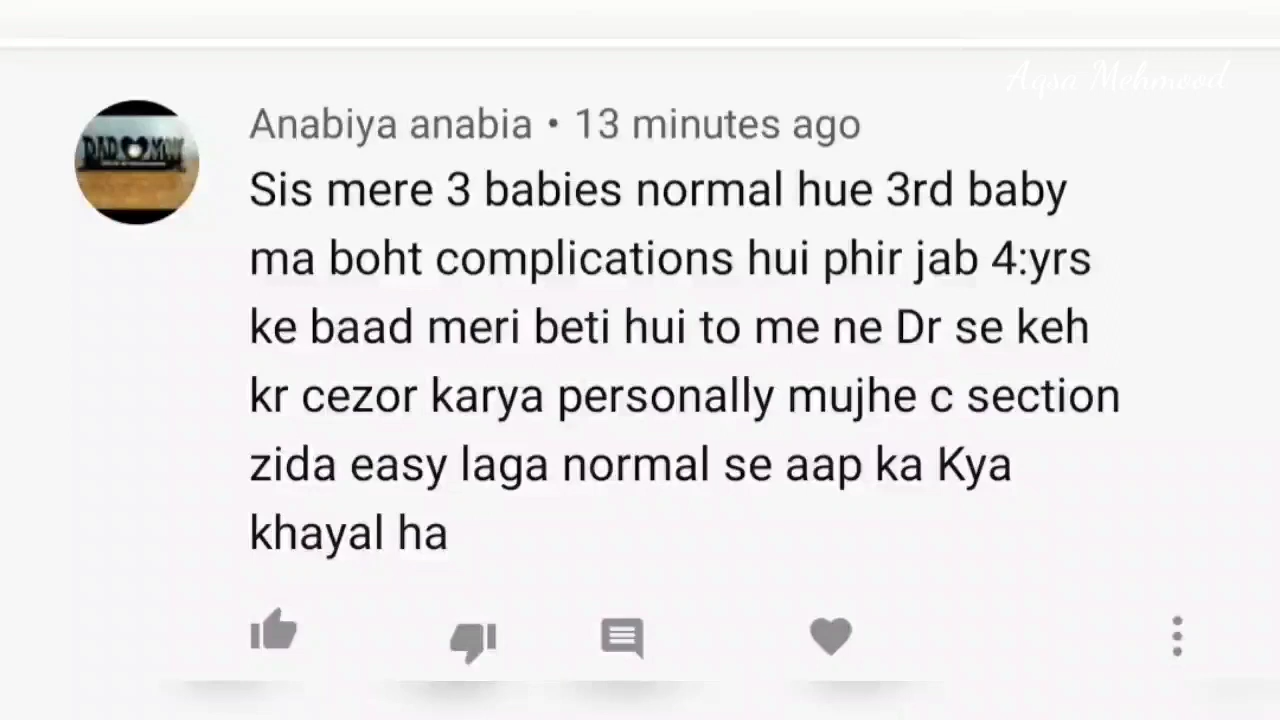 Aqsa Mehmood
Anabiya anabia • 13 minutes ago
DAD MOM
Sis mere 3 babies normal hue 3rd baby
ma boht complications hui phir jab 4:yrs
ke baad meri beti hui to me ne Dr se keh
kr cezor karya personally mujhe c section
zida easy laga normal se aap ka Kya
khayal ha